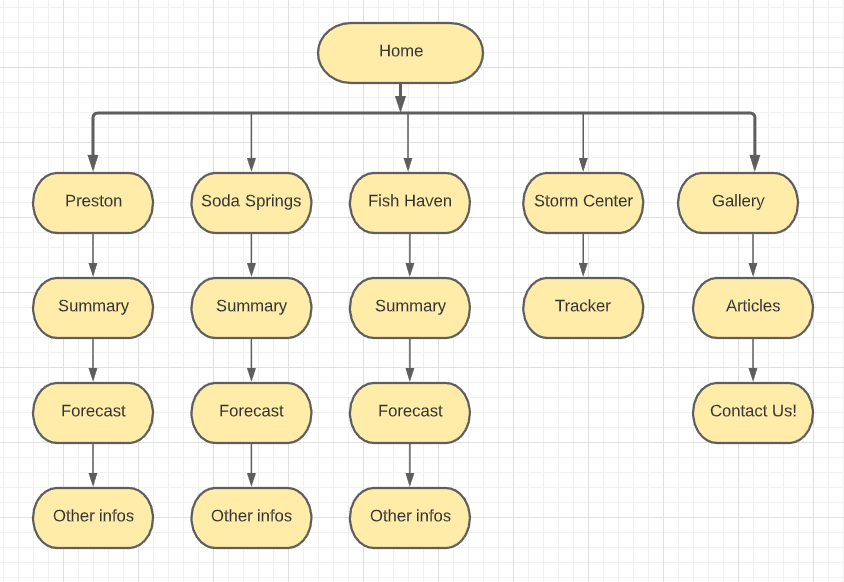 Home
Preston
Soda Springs
Fish Haven
Storm Center
Gallery
Summary
Summary
Summary
Tracker
Articles
Forecast
Forecast
Forecast
Contact Us!
Other infos
Other infos
Other infos